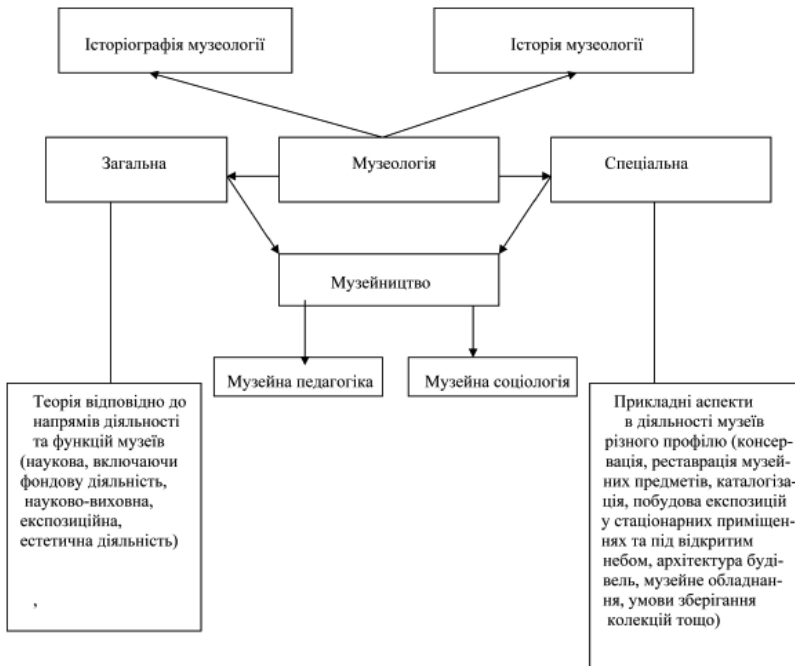 Історіографія музеології
Історія музеології
Загальна
Музеологія
Спеціальна
Музейництво
Музейна педагогіка
Музейна соціологія
Теорія відповідно до
напрямів діяльності
та функцій музеїв
(наукова, включаючи
фондову діяльність,
науково-виховна,
експозиційна,
естетична діяльність)
,
Прикладні аспекти
в діяльності музеїв
різного профілю (консер-
вація, реставрація музей-
них предметів, каталогіза-
ція, побудова експозицій
у стаціонарних приміщен-
нях та під відкритим
небом, архітектура буді-
вель, музейне обладнан-
ня, умови зберігання
колекцій тощо)